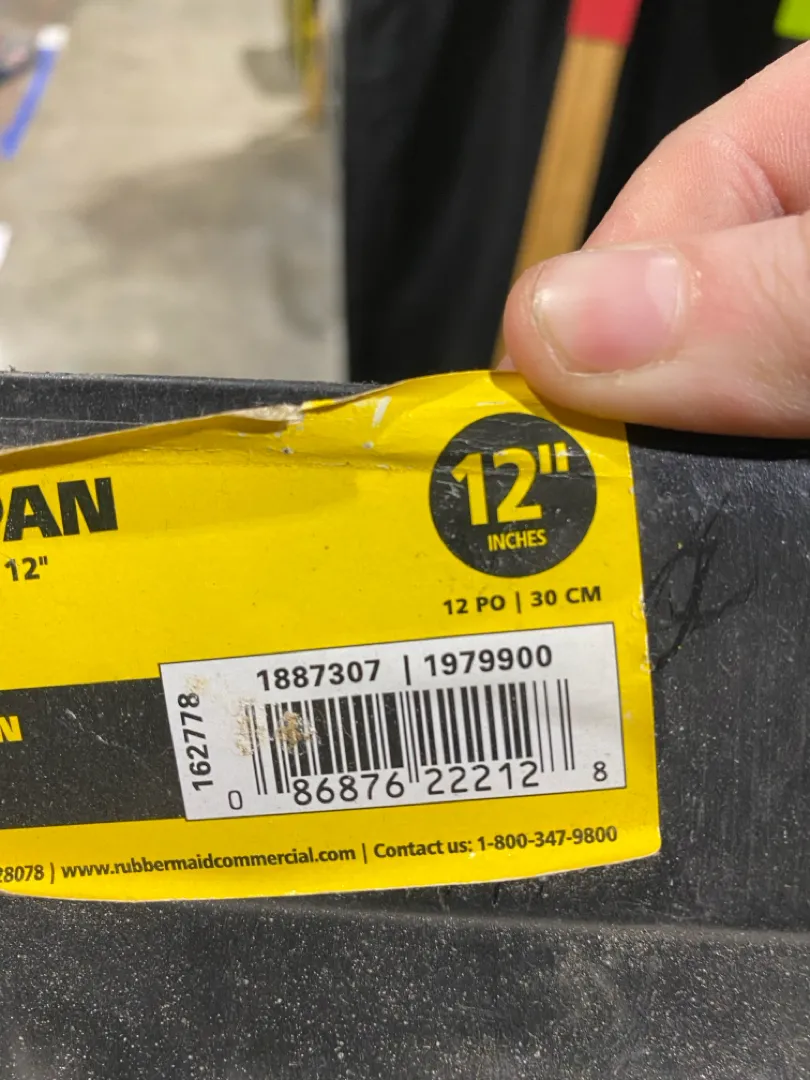 PAN
12"
12"
INCHES
12 PO | 30 CM
N
1887307 | 1979900
162778
0 86876 22212 8
28078 | www.rubbermaidcommercial.com | Contact us: 1-800-347-9800